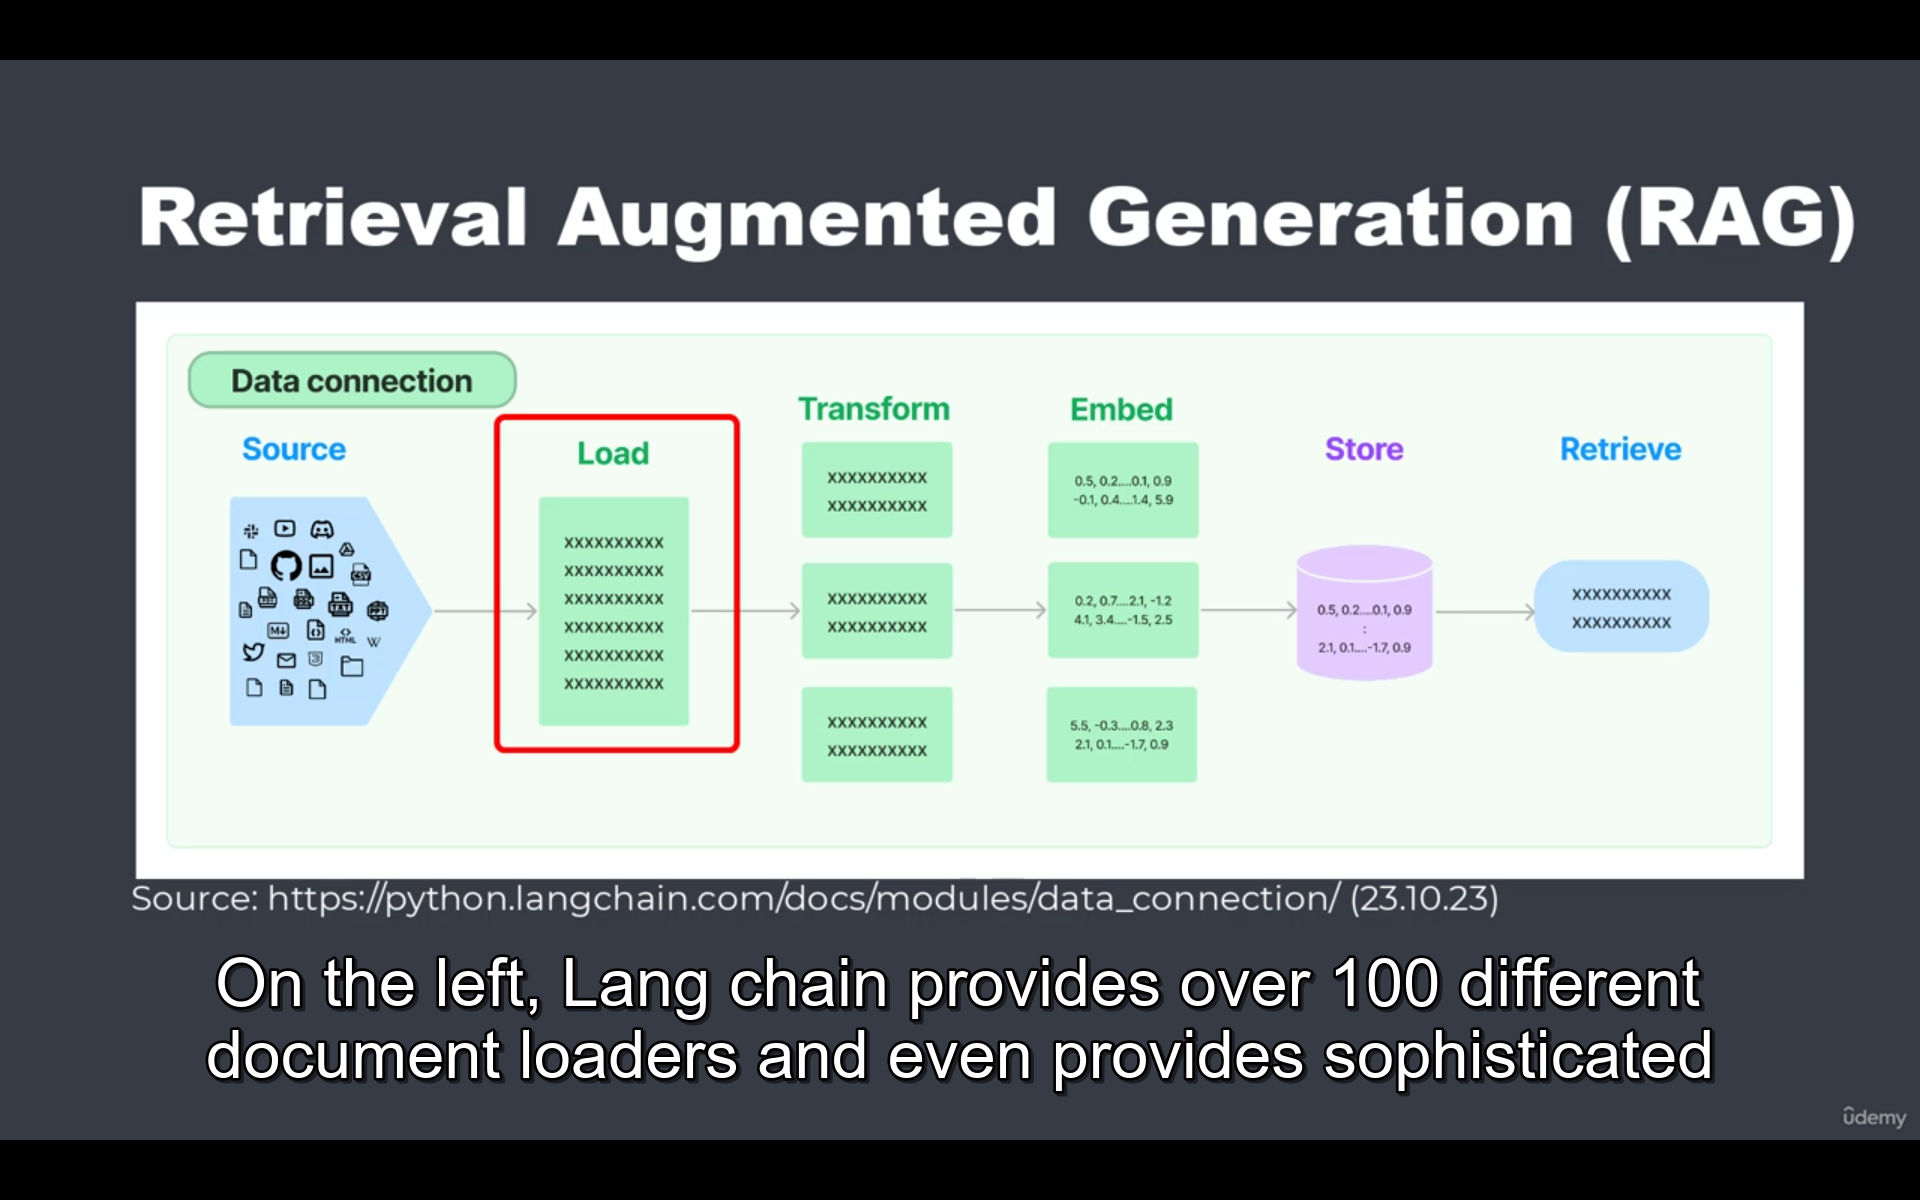 Retrieval Augmented Generation (RAG)
Data connection
Source
Load
Transform
Embed
Store
Retrieve
CSV
TXT
PPT
M↓
HTML
W
XXXXXXXXXX
XXXXXXXXXX
XXXXXXXXXX
XXXXXXXXXX
XXXXXXXXXX
XXXXXXXXXX
XXXXXXXXXX
XXXXXXXXXX
XXXXXXXXXX
XXXXXXXXXX
XXXXXXXXXX
XXXXXXXXXX
0.5, 0.2....0.1, 0.9
-0.1, 0.4....1.4, 5.9
0.2, 0.7....2.1, -1.2
4.1, 3.4....-1.5, 2.5
5.5, -0.3....0.8, 2.3
2.1, 0.1....-1.7, 0.9
0.5, 0.2....0.1, 0.9
:
2.1, 0.1....-1.7, 0.9
XXXXXXXXXX
XXXXXXXXXX
Source: https://python.langchain.com/docs/modules/data_connection/ (23.10.23)
On the left, Lang chain provides over 100 different
document loaders and even provides sophisticated
ûdemy